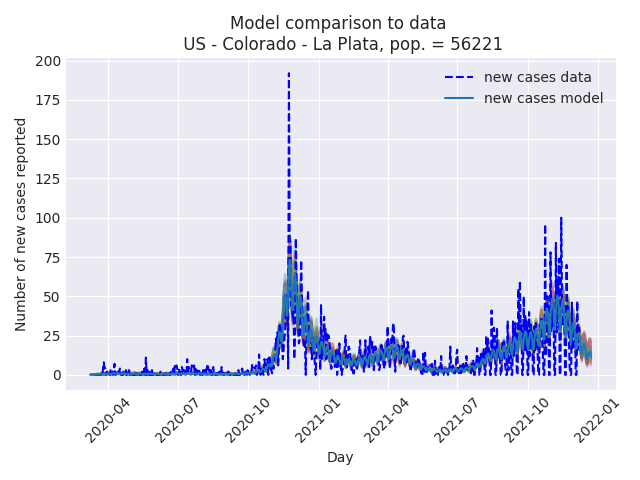 Model comparison to data
US - Colorado - La Plata, pop. = 56221
new cases data
new cases model
Number of new cases reported
200
175
150
125
100
75
50
25
0
2020-04
2020-07
2020-10
2021-01
2021-04
2021-07
2021-10
2022-01
Day